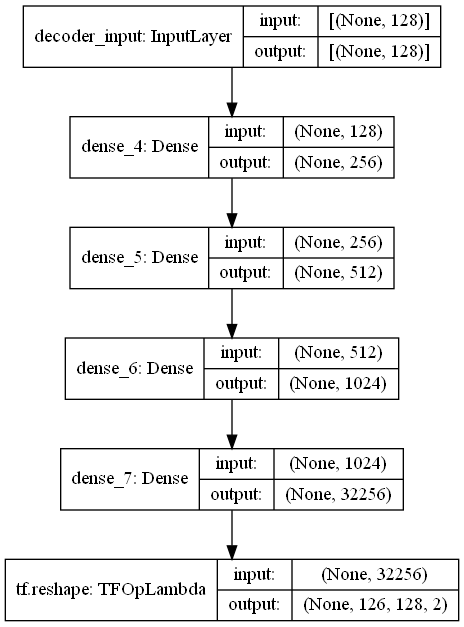 decoder_input: InputLayer
input: [(None, 128)]
output: [(None, 128)]
dense_4: Dense
input: (None, 128)
output: (None, 256)
dense_5: Dense
input: (None, 256)
output: (None, 512)
dense_6: Dense
input: (None, 512)
output: (None, 1024)
dense_7: Dense
input: (None, 1024)
output: (None, 32256)
tf.reshape: TFOpLambda
input: (None, 32256)
output: (None, 126, 128, 2)